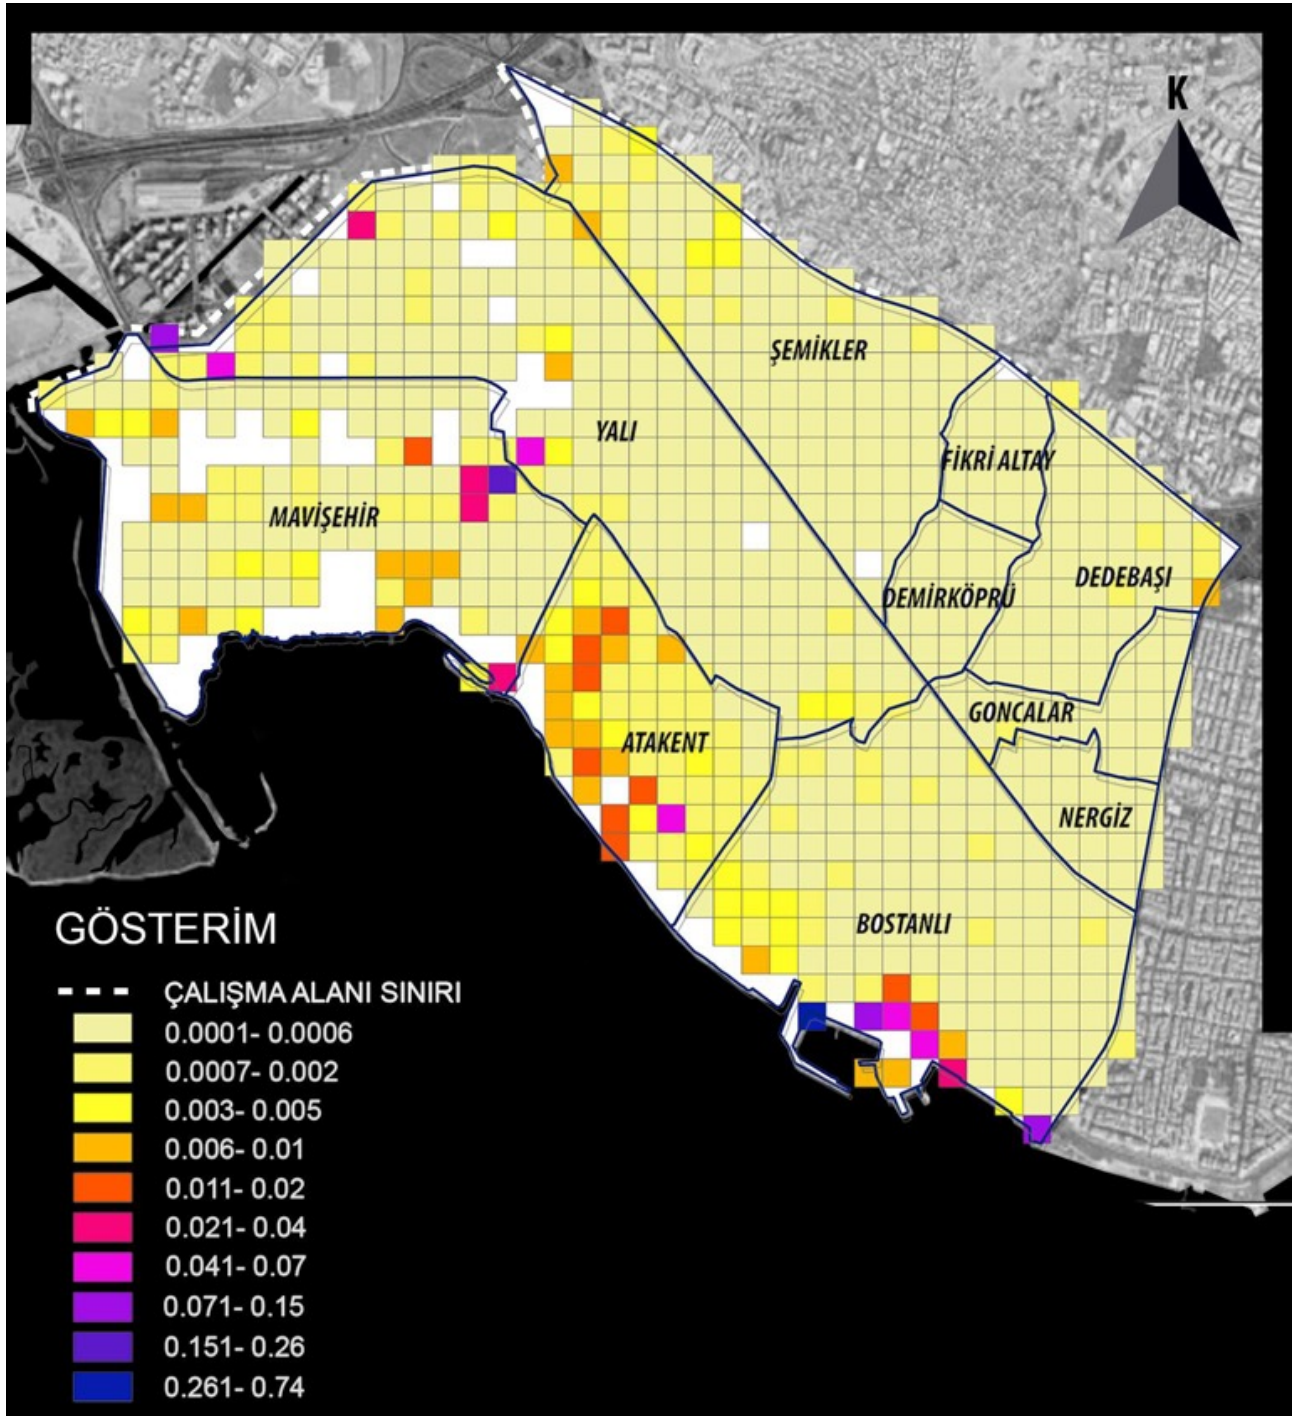 K
ŞEMİKLER
YALI
FİKRİ ALTAY
MAVİŞEHİR
DEDEBAŞI
DEMİRKÖPRÜ
GONCALAR
ATAKENT
NERGİZ
BOSTANLI
GÖSTERİM
ÇALIŞMA ALANI SINIRI
0.0001- 0.0006
0.0007- 0.002
0.003- 0.005
0.006- 0.01
0.011- 0.02
0.021- 0.04
0.041- 0.07
0.071- 0.15
0.151- 0.26
0.261- 0.74